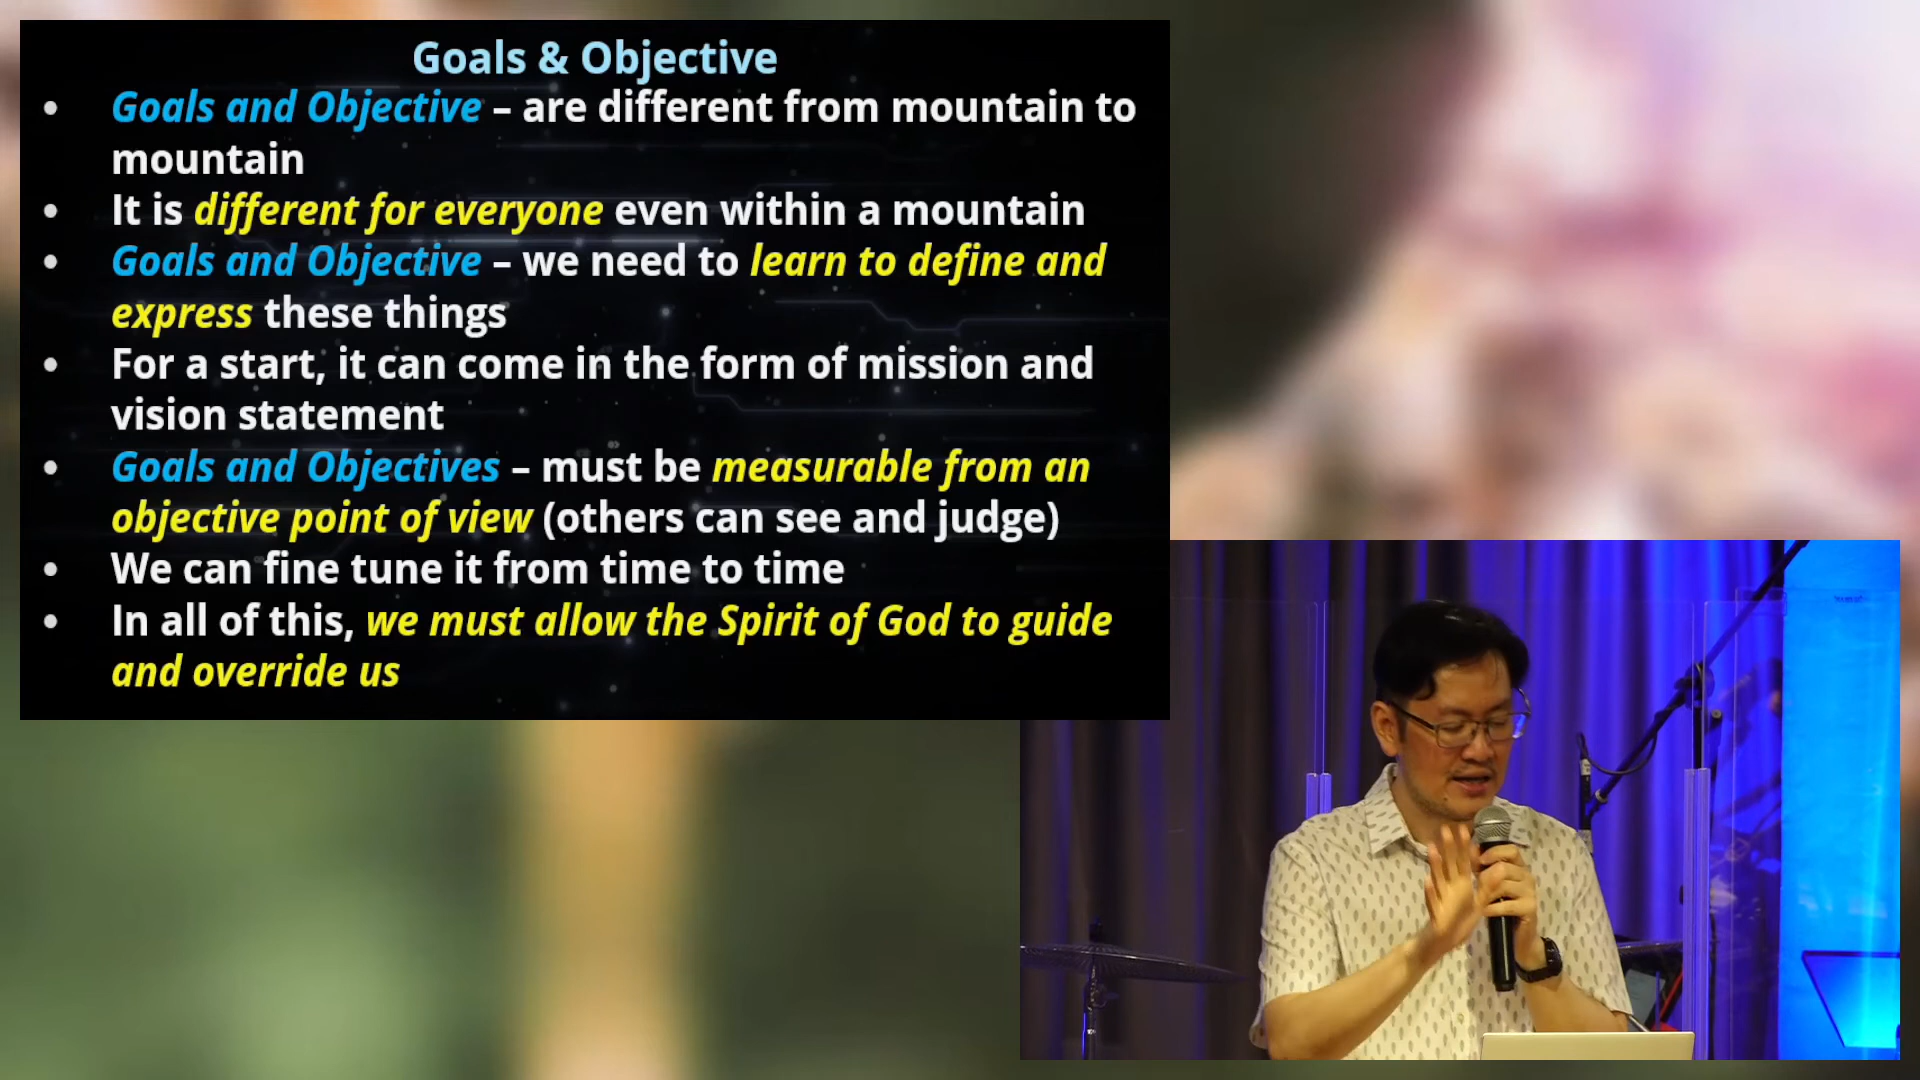 Goals & Objective
• Goals and Objective – are different from mountain to
mountain
• It is different for everyone even within a mountain
• Goals and Objective – we need to learn to define and
express these things
• For a start, it can come in the form of mission and
vision statement
• Goals and Objectives – must be measurable from an
objective point of view (others can see and judge)
• We can fine tune it from time to time
• In all of this, we must allow the Spirit of God to guide
and override us